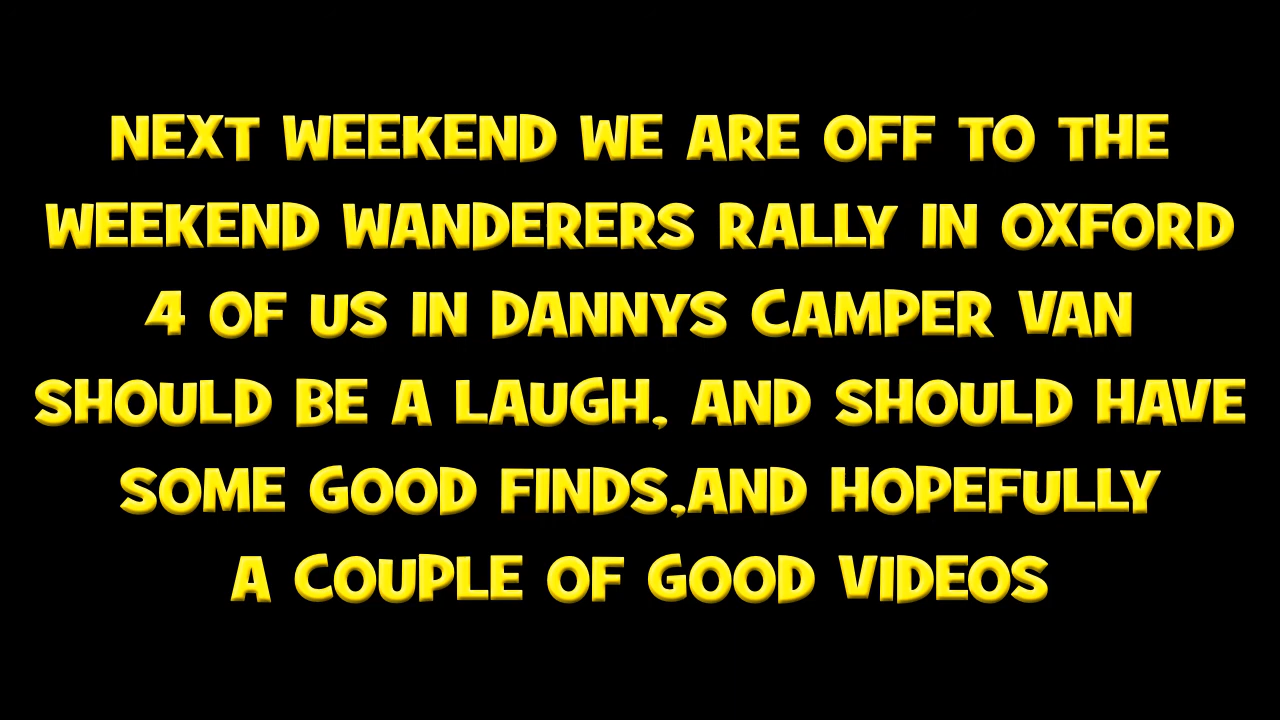 NEXT WEEKEND WE ARE OFF TO THE
WEEKEND WANDERERS RALLY IN OXFORD
4 OF US IN DANNYS CAMPER VAN
SHOULD BE A LAUGH, AND SHOULD HAVE
SOME GOOD FINDS,AND HOPEFULLY
A COUPLE OF GOOD VIDEOS